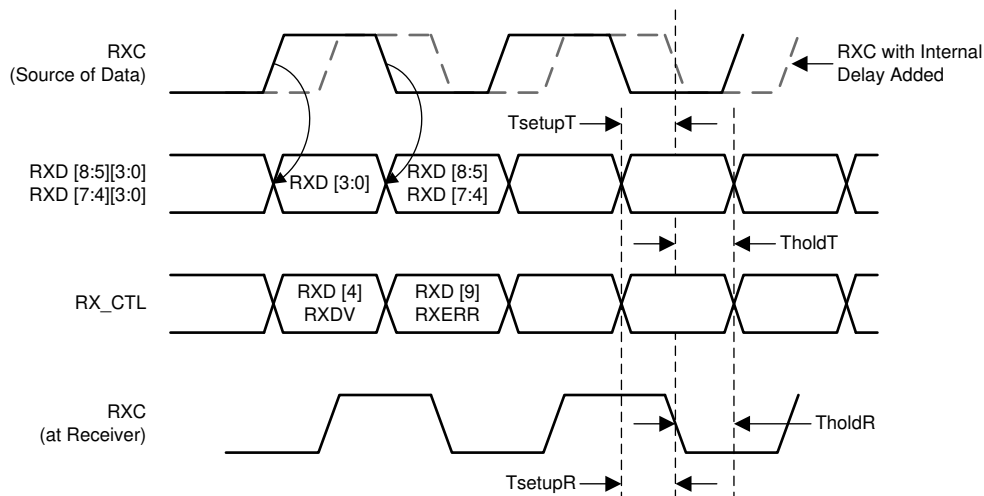 RXC
(Source of Data)
RXC with Internal
Delay Added
TsetupT
RXD [8:5][3:0]
RXD [7:4][3:0]
RXD [3:0]
RXD [8:5]
RXD [7:4]
TholdT
RX_CTL
RXD [4]
RXDV
RXD [9]
RXERR
RXC
(at Receiver)
TholdR
TsetupR